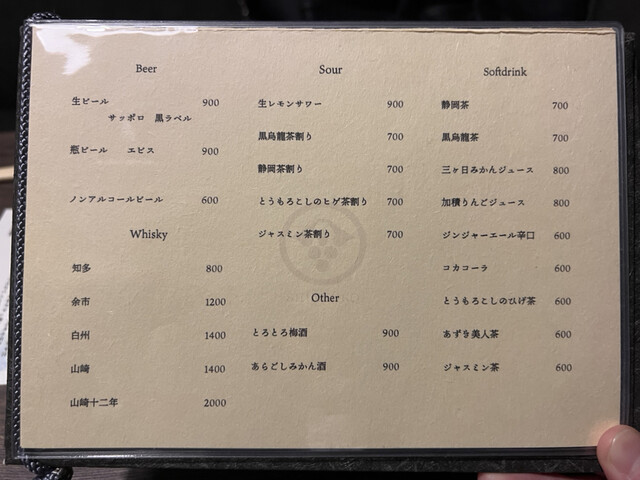 Beer
生ビール 900
サッポロ 黒ラベル
瓶ビール エビス 900
ノンアルコールビール 600
Whisky
知多 800
余市 1200
白州 1400
山崎 1400
山崎十二年 2000
Sour
生レモンサワー 900
黒烏龍茶割り 700
静岡茶割り 700
とうもろこしのヒゲ茶割り 700
ジャスミン茶割り 700
Other
とろとろ梅酒 900
あらごしみかん酒 900
Softdrink
静岡茶 700
黒烏龍茶 700
三ヶ日みかんジュース 800
加積りんごジュース 800
ジンジャーエール辛口 600
コカコーラ 600
とうもろこしのひげ茶 600
あずき美人茶 600
ジャスミン茶 600